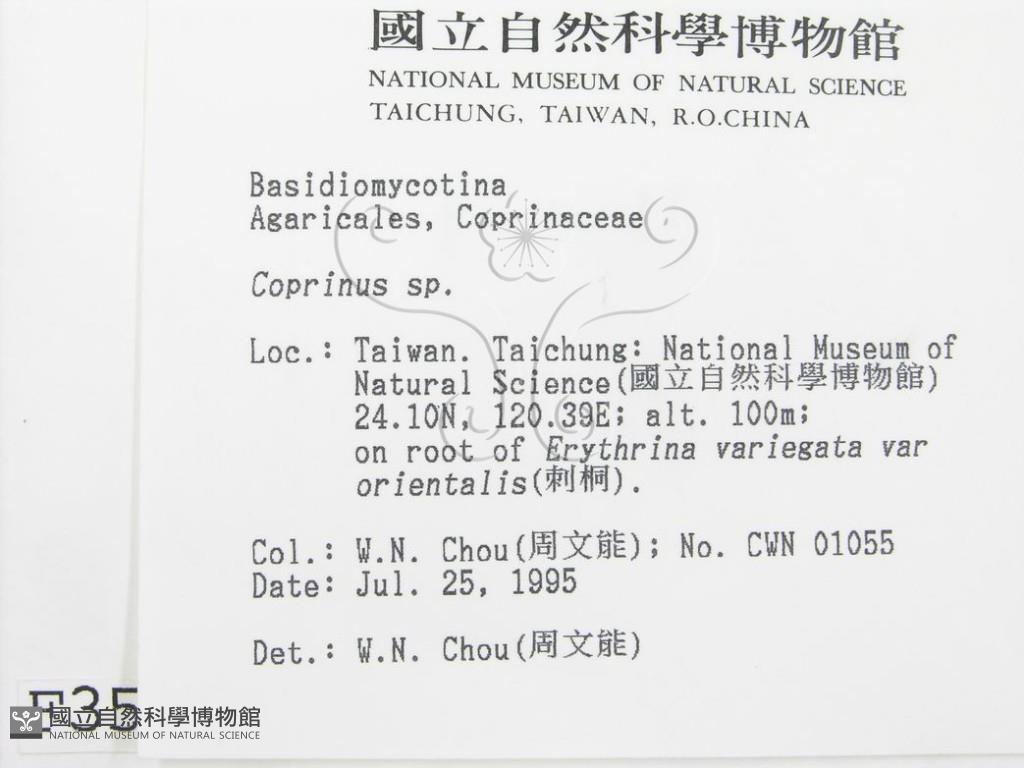 國立自然科學博物館
NATIONAL MUSEUM OF NATURAL SCIENCE
TAICHUNG, TAIWAN, R.O.CHINA
Basidiomycotina
Agaricales, Coprinaceae
Coprinus sp.
Loc.: Taiwan. Taichung: National Museum of
Natural Science(國立自然科學博物館)
24.10N, 120.39E; alt. 100m;
on root of Erythrina variegata var
orientalis(刺桐).
Col.: W.N. Chou(周文能); No. CWN 01055
Date: Jul. 25, 1995
Det.: W.N. Chou(周文能)
F35
國立自然科學博物館
NATIONAL MUSEUM OF NATURAL SCIENCE